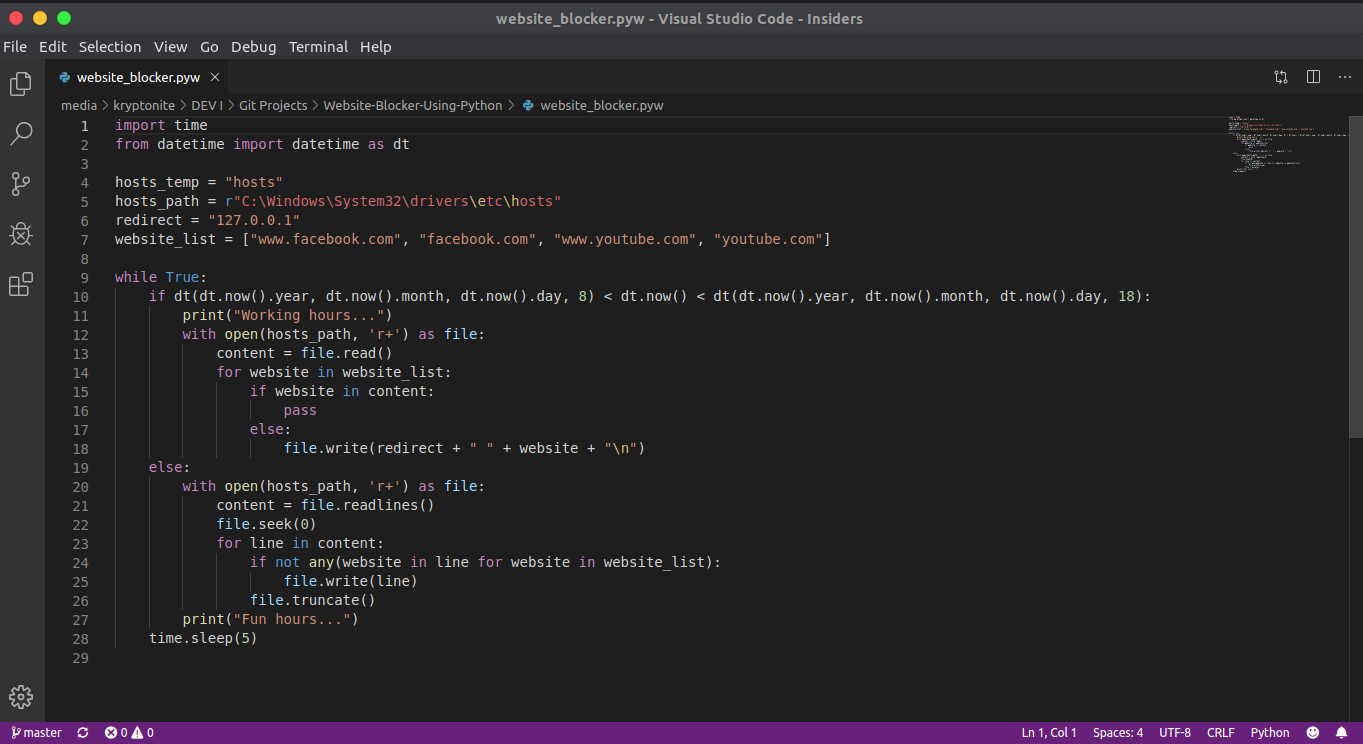 website_blocker.pyw - Visual Studio Code - Insiders
File Edit Selection View Go Debug Terminal Help
website_blocker.pyw ×
media > kryptonite > DEV I > Git Projects > Website-Blocker-Using-Python > website_blocker.pyw
1 import time
2 from datetime import datetime as dt
3
4 hosts_temp = "hosts"
5 hosts_path = r"C:\Windows\System32\drivers\etc\hosts"
6 redirect = "127.0.0.1"
7 website_list = ["www.facebook.com", "facebook.com", "www.youtube.com", "youtube.com"]
8
9 while True:
10     if dt(dt.now().year, dt.now().month, dt.now().day, 8) < dt.now() < dt(dt.now().year, dt.now().month, dt.now().day, 18):
11         print("Working hours...")
12         with open(hosts_path, 'r+') as file:
13             content = file.read()
14             for website in website_list:
15                 if website in content:
16                     pass
17                 else:
18                     file.write(redirect + " " + website + "\n")
19     else:
20         with open(hosts_path, 'r+') as file:
21             content = file.readlines()
22             file.seek(0)
23             for line in content:
24                 if not any(website in line for website in website_list):
25                     file.write(line)
26                 file.truncate()
27         print("Fun hours...")
28     time.sleep(5)
29
master 0 0 Ln 1, Col 1 Spaces: 4 UTF-8 CRLF Python